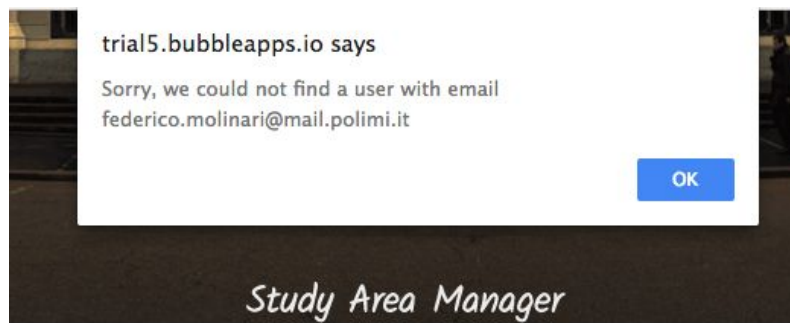 trial5.bubbleapps.io says
Sorry, we could not find a user with email
federico.molinari@mail.polimi.it
OK
Study Area Manager